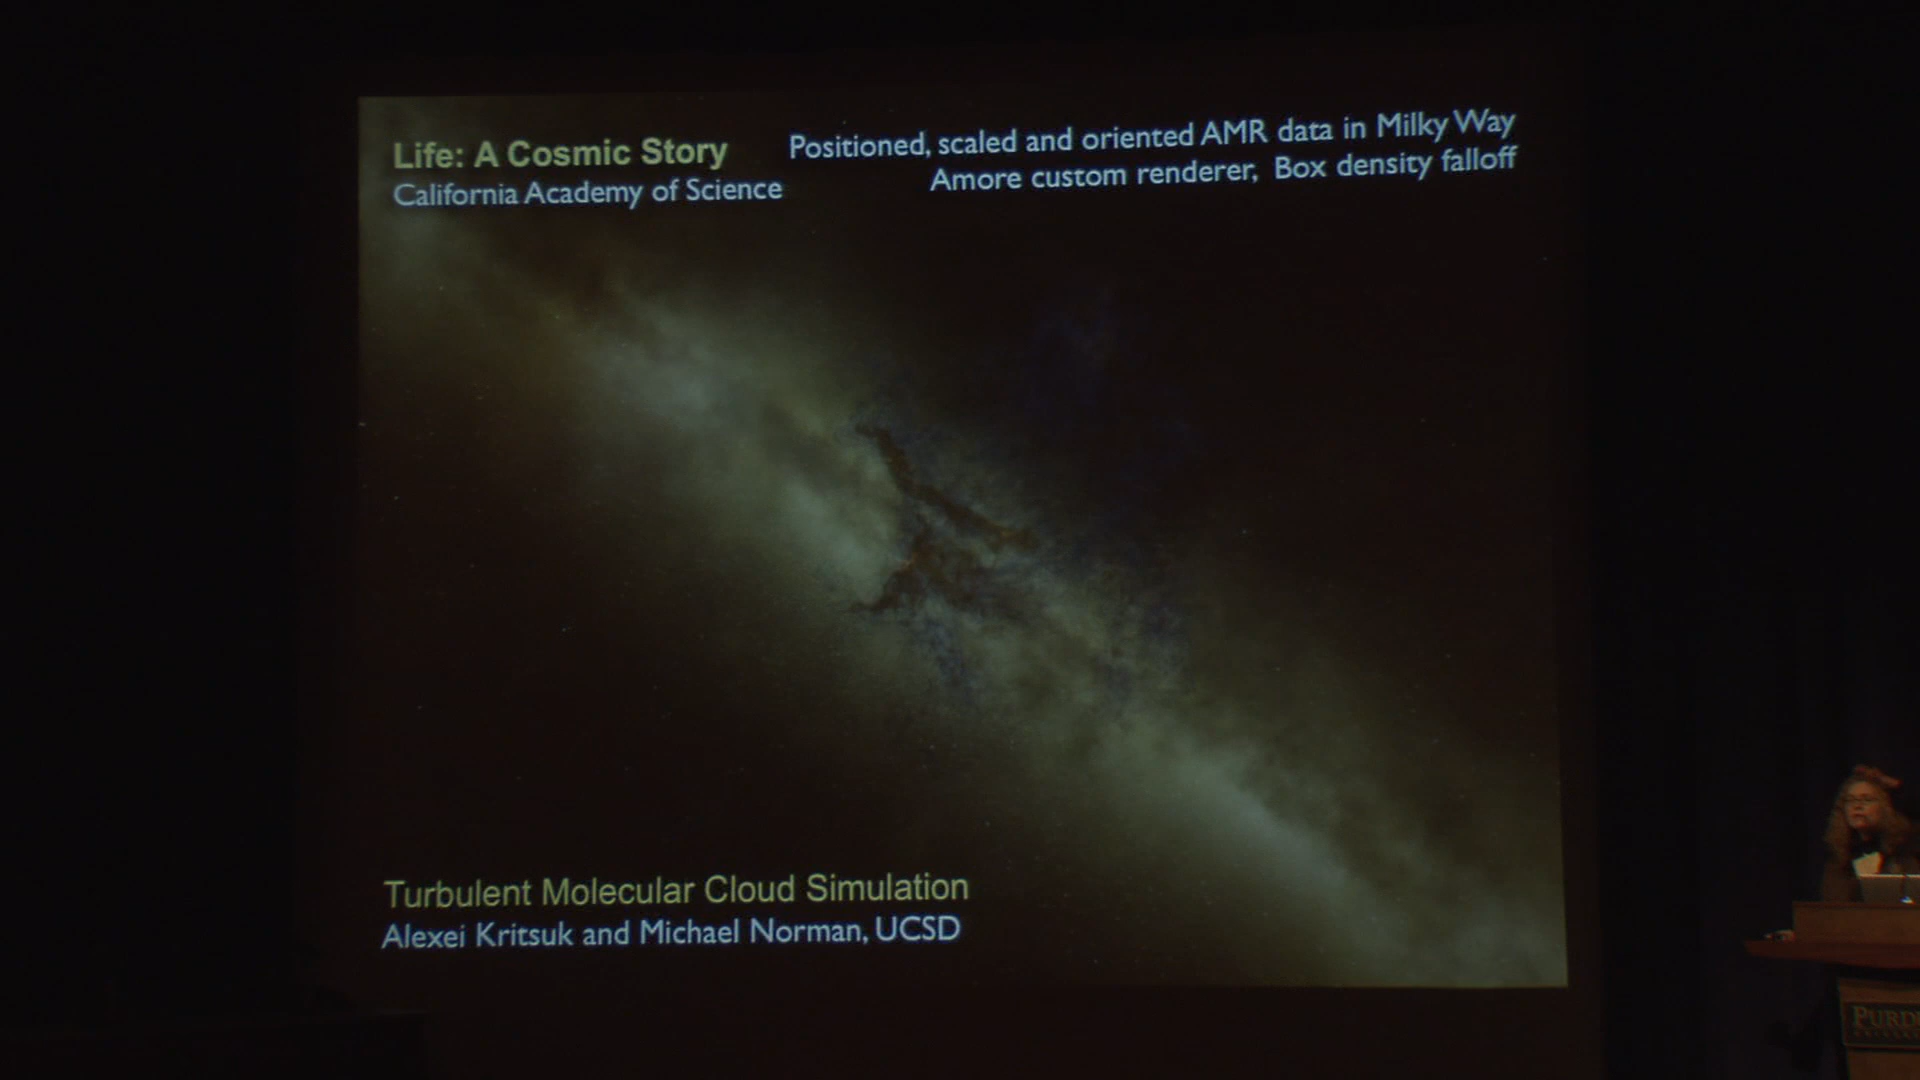 Life: A Cosmic Story
California Academy of Science
Positioned, scaled and oriented AMR data in Milky Way
Amore custom renderer, Box density falloff
Turbulent Molecular Cloud Simulation
Alexei Kritsuk and Michael Norman, UCSD
PURD